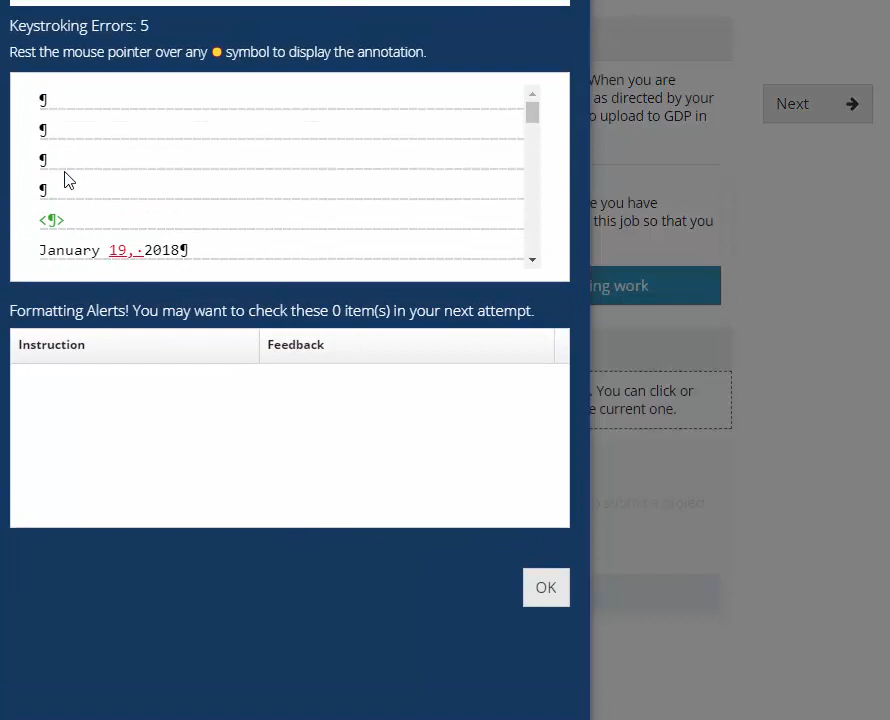 Keystroking Errors: 5
Rest the mouse pointer over any symbol to display the annotation.
¶
¶
¶
¶
<¶>
January 19,·2018¶
Formatting Alerts! You may want to check these 0 item(s) in your next attempt.
Instruction Feedback
OK
When you are
as directed by your
o upload to GDP in
e you have
this job so that you
ing work
. You can click or
e current one.
to submit a project
Next